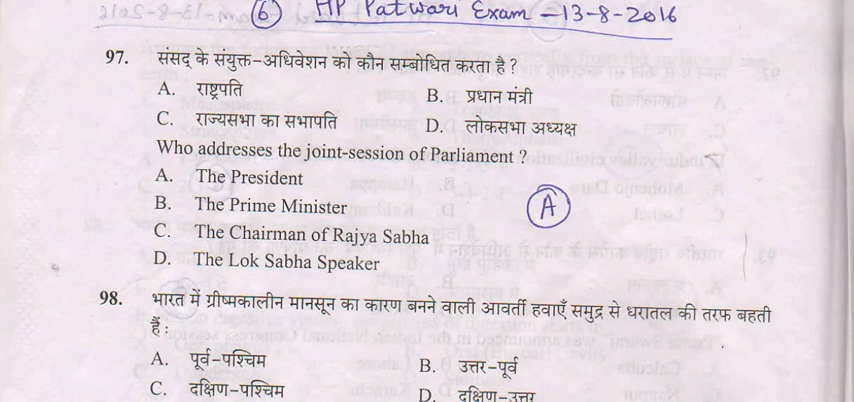 6 HP Patwari Exam - 13-8-2016
97. संसद् के संयुक्त-अधिवेशन को कौन सम्बोधित करता है ?
A. राष्ट्रपति B. प्रधान मंत्री
C. राज्यसभा का सभापति D. लोकसभा अध्यक्ष
Who addresses the joint-session of Parliament ?
A. The President
B. The Prime Minister
A
C. The Chairman of Rajya Sabha
D. The Lok Sabha Speaker
98. भारत में ग्रीष्मकालीन मानसून का कारण बनने वाली आवर्ती हवाएँ समुद्र से धरातल की तरफ बहती
हैं :
A. पूर्व-पश्चिम B. उत्तर-पूर्व
C. दक्षिण-पश्चिम D. दक्षिण-उत्तर